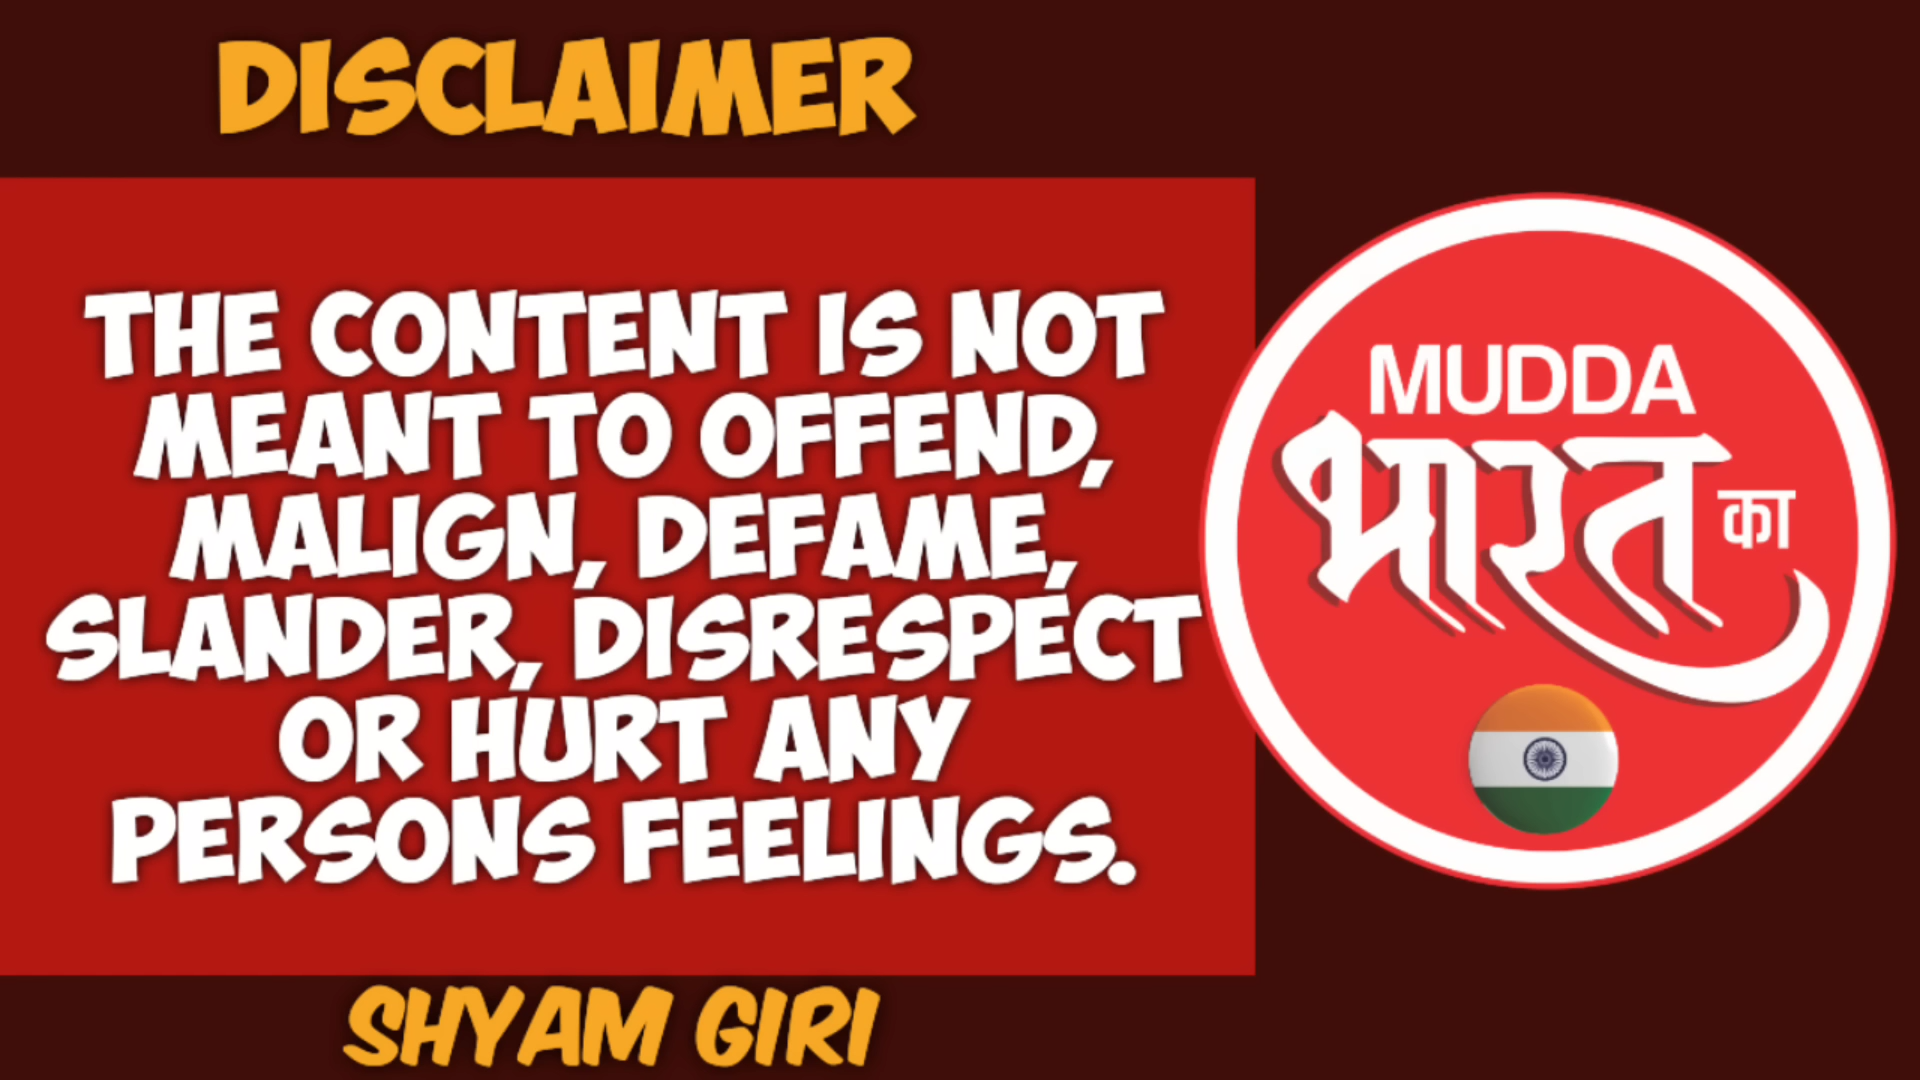 DISCLAIMER
THE CONTENT IS NOT
MEANT TO OFFEND,
MALIGN, DEFAME,
SLANDER, DISRESPECT
OR HURT ANY
PERSONS FEELINGS.
SHYAM GIRI
MUDDA
भारत का